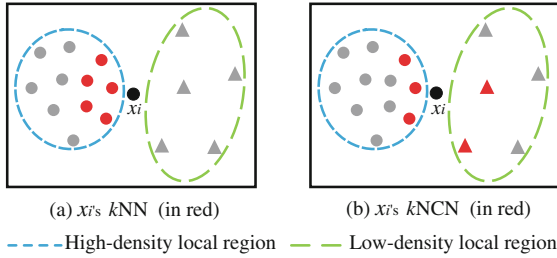 xi
xi
(a) xi's kNN (in red)
(b) xi's kNCN (in red)
High-density local region
Low-density local region